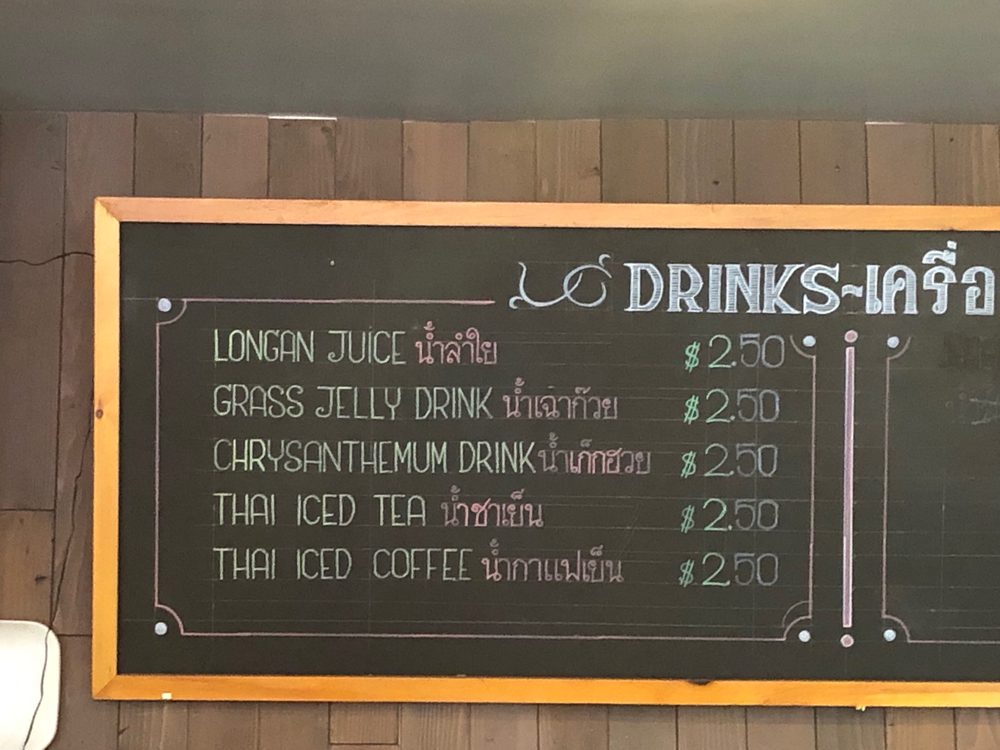 DRINKS~เครื่อ
LONGAN JUICE น้ำลำใย $2.50
GRASS JELLY DRINK น้ำเฉาก๊วย $2.50
CHRYSANTHEMUM DRINK น้ำเก็กฮวย $2.50
THAI ICED TEA น้ำชาเย็น $2.50
THAI ICED COFFEE น้ำกาแฟเย็น $2.50